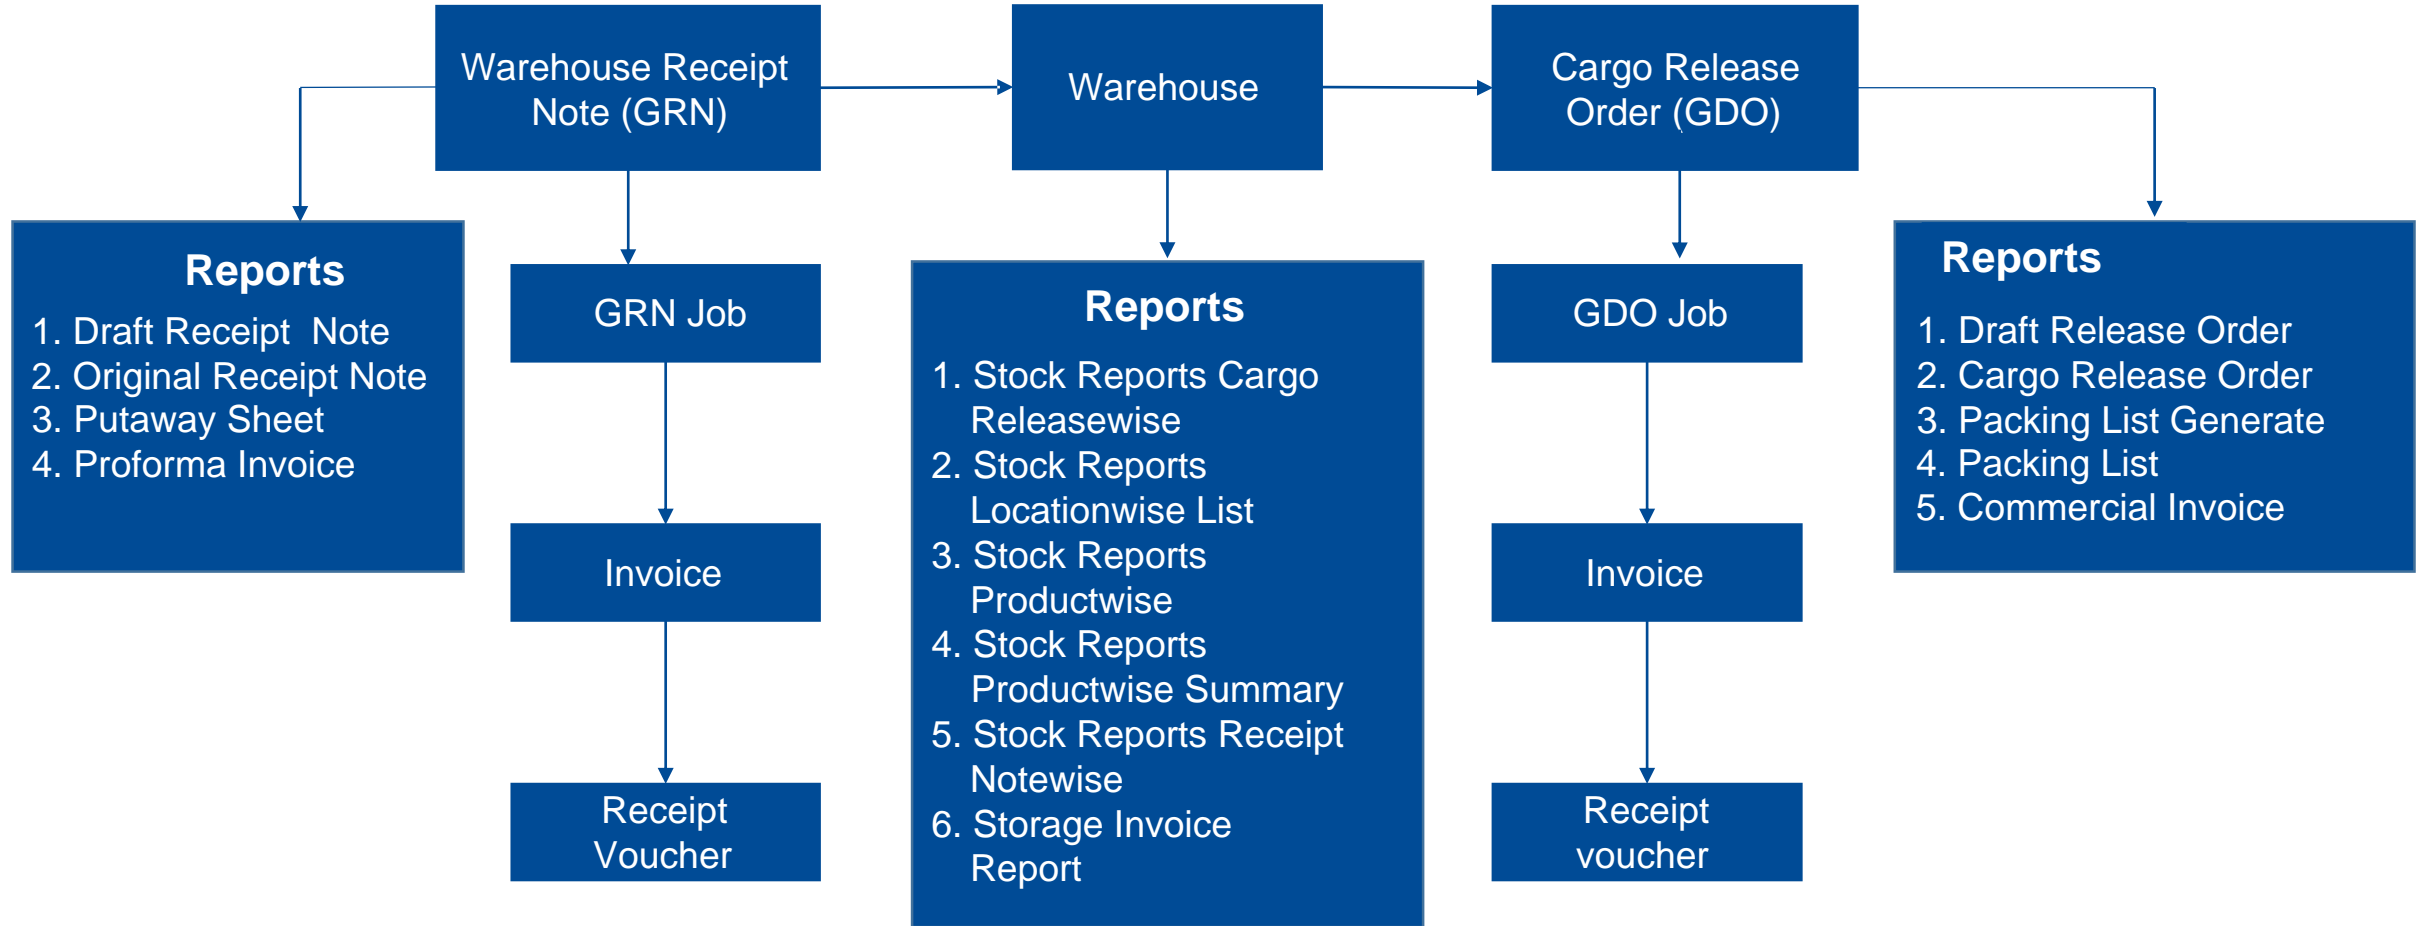 Warehouse Receipt
Note (GRN)
Warehouse
Cargo Release
Order (GDO)
Reports
1. Draft Receipt Note
2. Original Receipt Note
3. Putaway Sheet
4. Proforma Invoice
GRN Job
Invoice
Receipt
Voucher
Reports
1. Stock Reports Cargo
Releasewise
2. Stock Reports
Locationwise List
3. Stock Reports
Productwise
4. Stock Reports
Productwise Summary
5. Stock Reports Receipt
Notewise
6. Storage Invoice
Report
GDO Job
Invoice
Receipt
voucher
Reports
1. Draft Release Order
2. Cargo Release Order
3. Packing List Generate
4. Packing List
5. Commercial Invoice